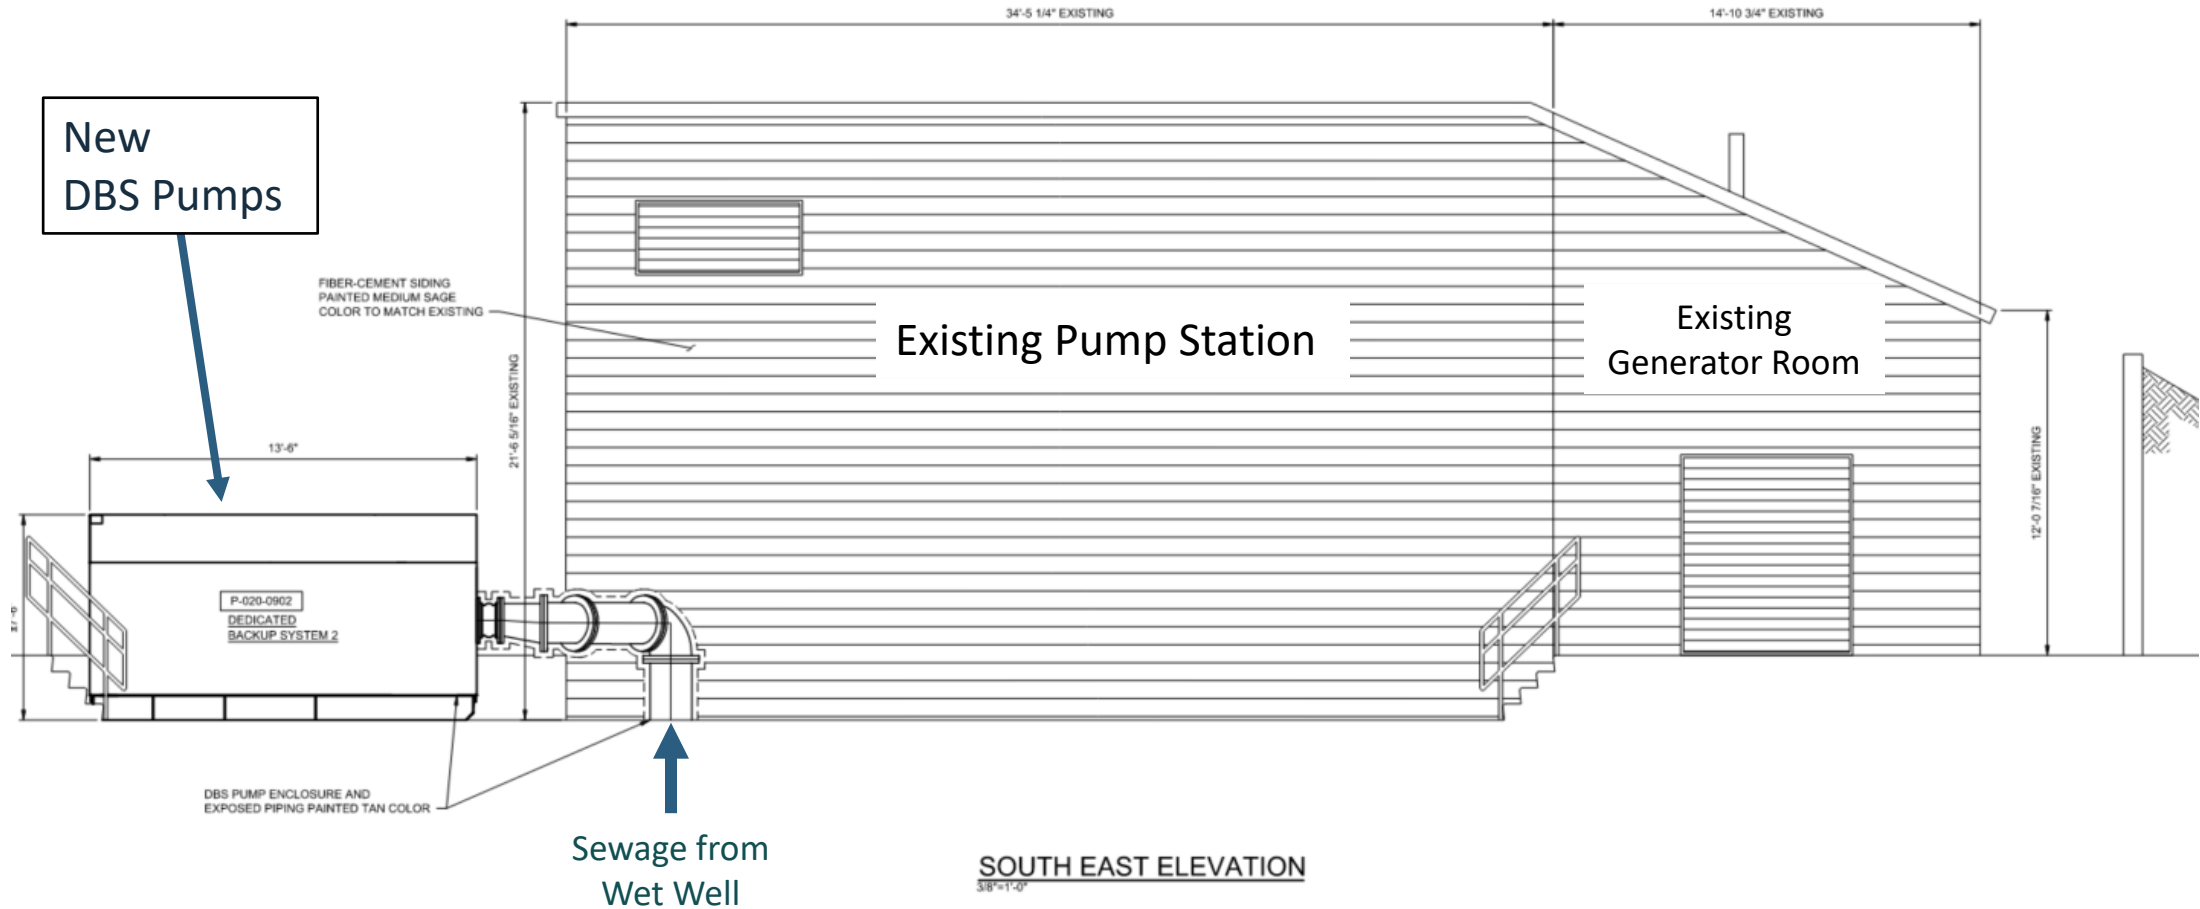 34'-5 1/4" EXISTING
14'-10 3/4" EXISTING
New
DBS Pumps
FIBER-CEMENT SIDING
PAINTED MEDIUM SAGE
COLOR TO MATCH EXISTING
Existing Pump Station
Existing
Generator Room
21'-6 5/16" EXISTING
12'-0 7/16" EXISTING
13'-6"
P-020-0902
DEDICATED
BACKUP SYSTEM 2
DBS PUMP ENCLOSURE AND
EXPOSED PIPING PAINTED TAN COLOR
Sewage from
Wet Well
SOUTH EAST ELEVATION
3/8"=1'-0"